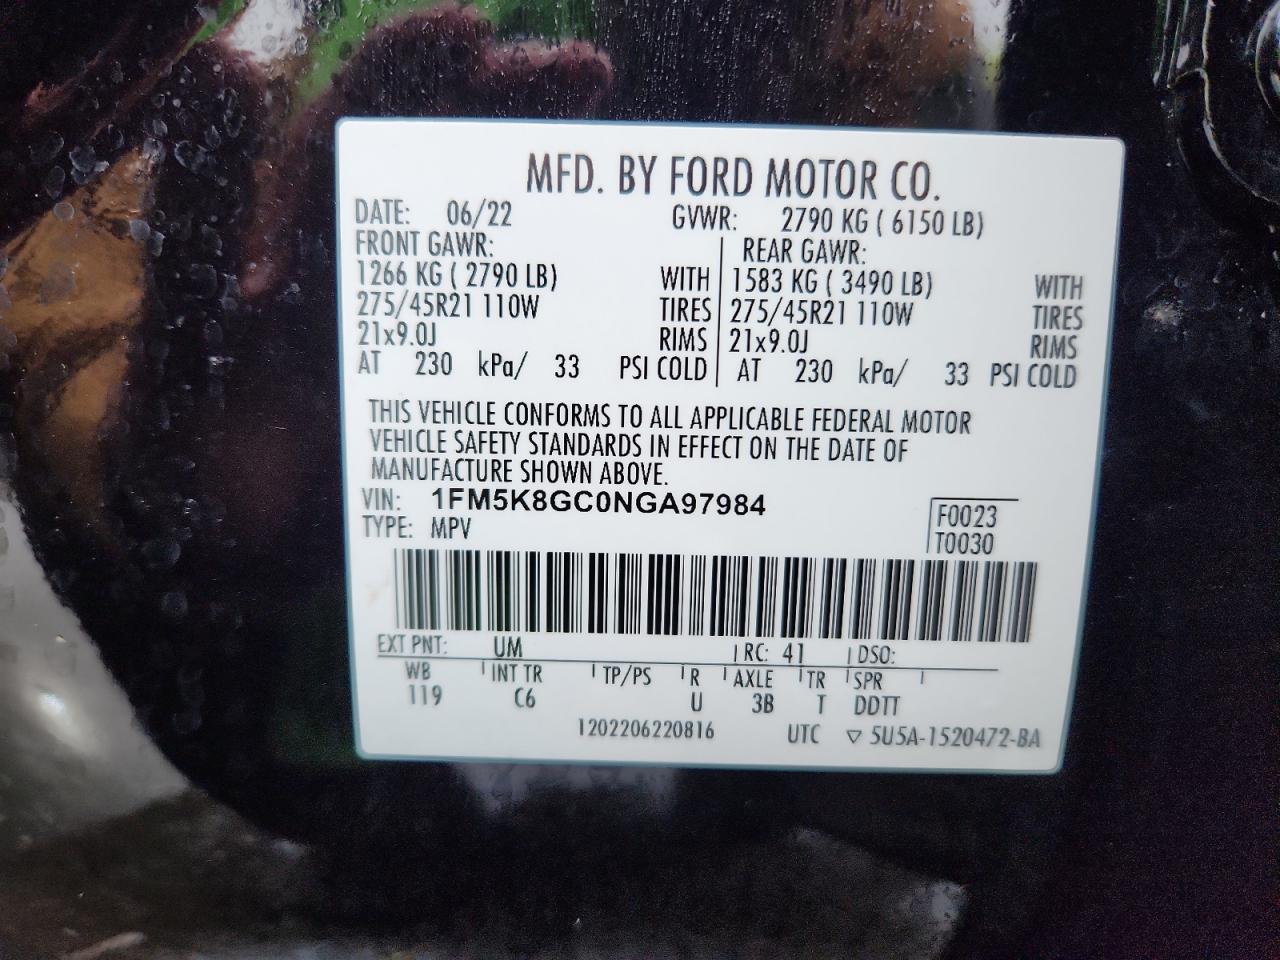 MFD. BY FORD MOTOR CO.
DATE: 06/22 GVWR: 2790 KG ( 6150 LB)
FRONT GAWR: REAR GAWR:
1266 KG ( 2790 LB) WITH 1583 KG ( 3490 LB) WITH
275/45R21 110W TIRES 275/45R21 110W TIRES
21x9.0J RIMS 21x9.0J RIMS
AT 230 kPa/ 33 PSI COLD AT 230 kPa/ 33 PSI COLD
THIS VEHICLE CONFORMS TO ALL APPLICABLE FEDERAL MOTOR
VEHICLE SAFETY STANDARDS IN EFFECT ON THE DATE OF
MANUFACTURE SHOWN ABOVE.
VIN: 1FM5K8GC0NGA97984
TYPE: MPV
F0023
T0030
EXT PNT: UM RC: 41 DSO:
WB INT TR TP/PS R AXLE TR SPR
119 C6 U 3B T DDTT
1202206220816 UTC ▽ 5U5A-1520472-BA